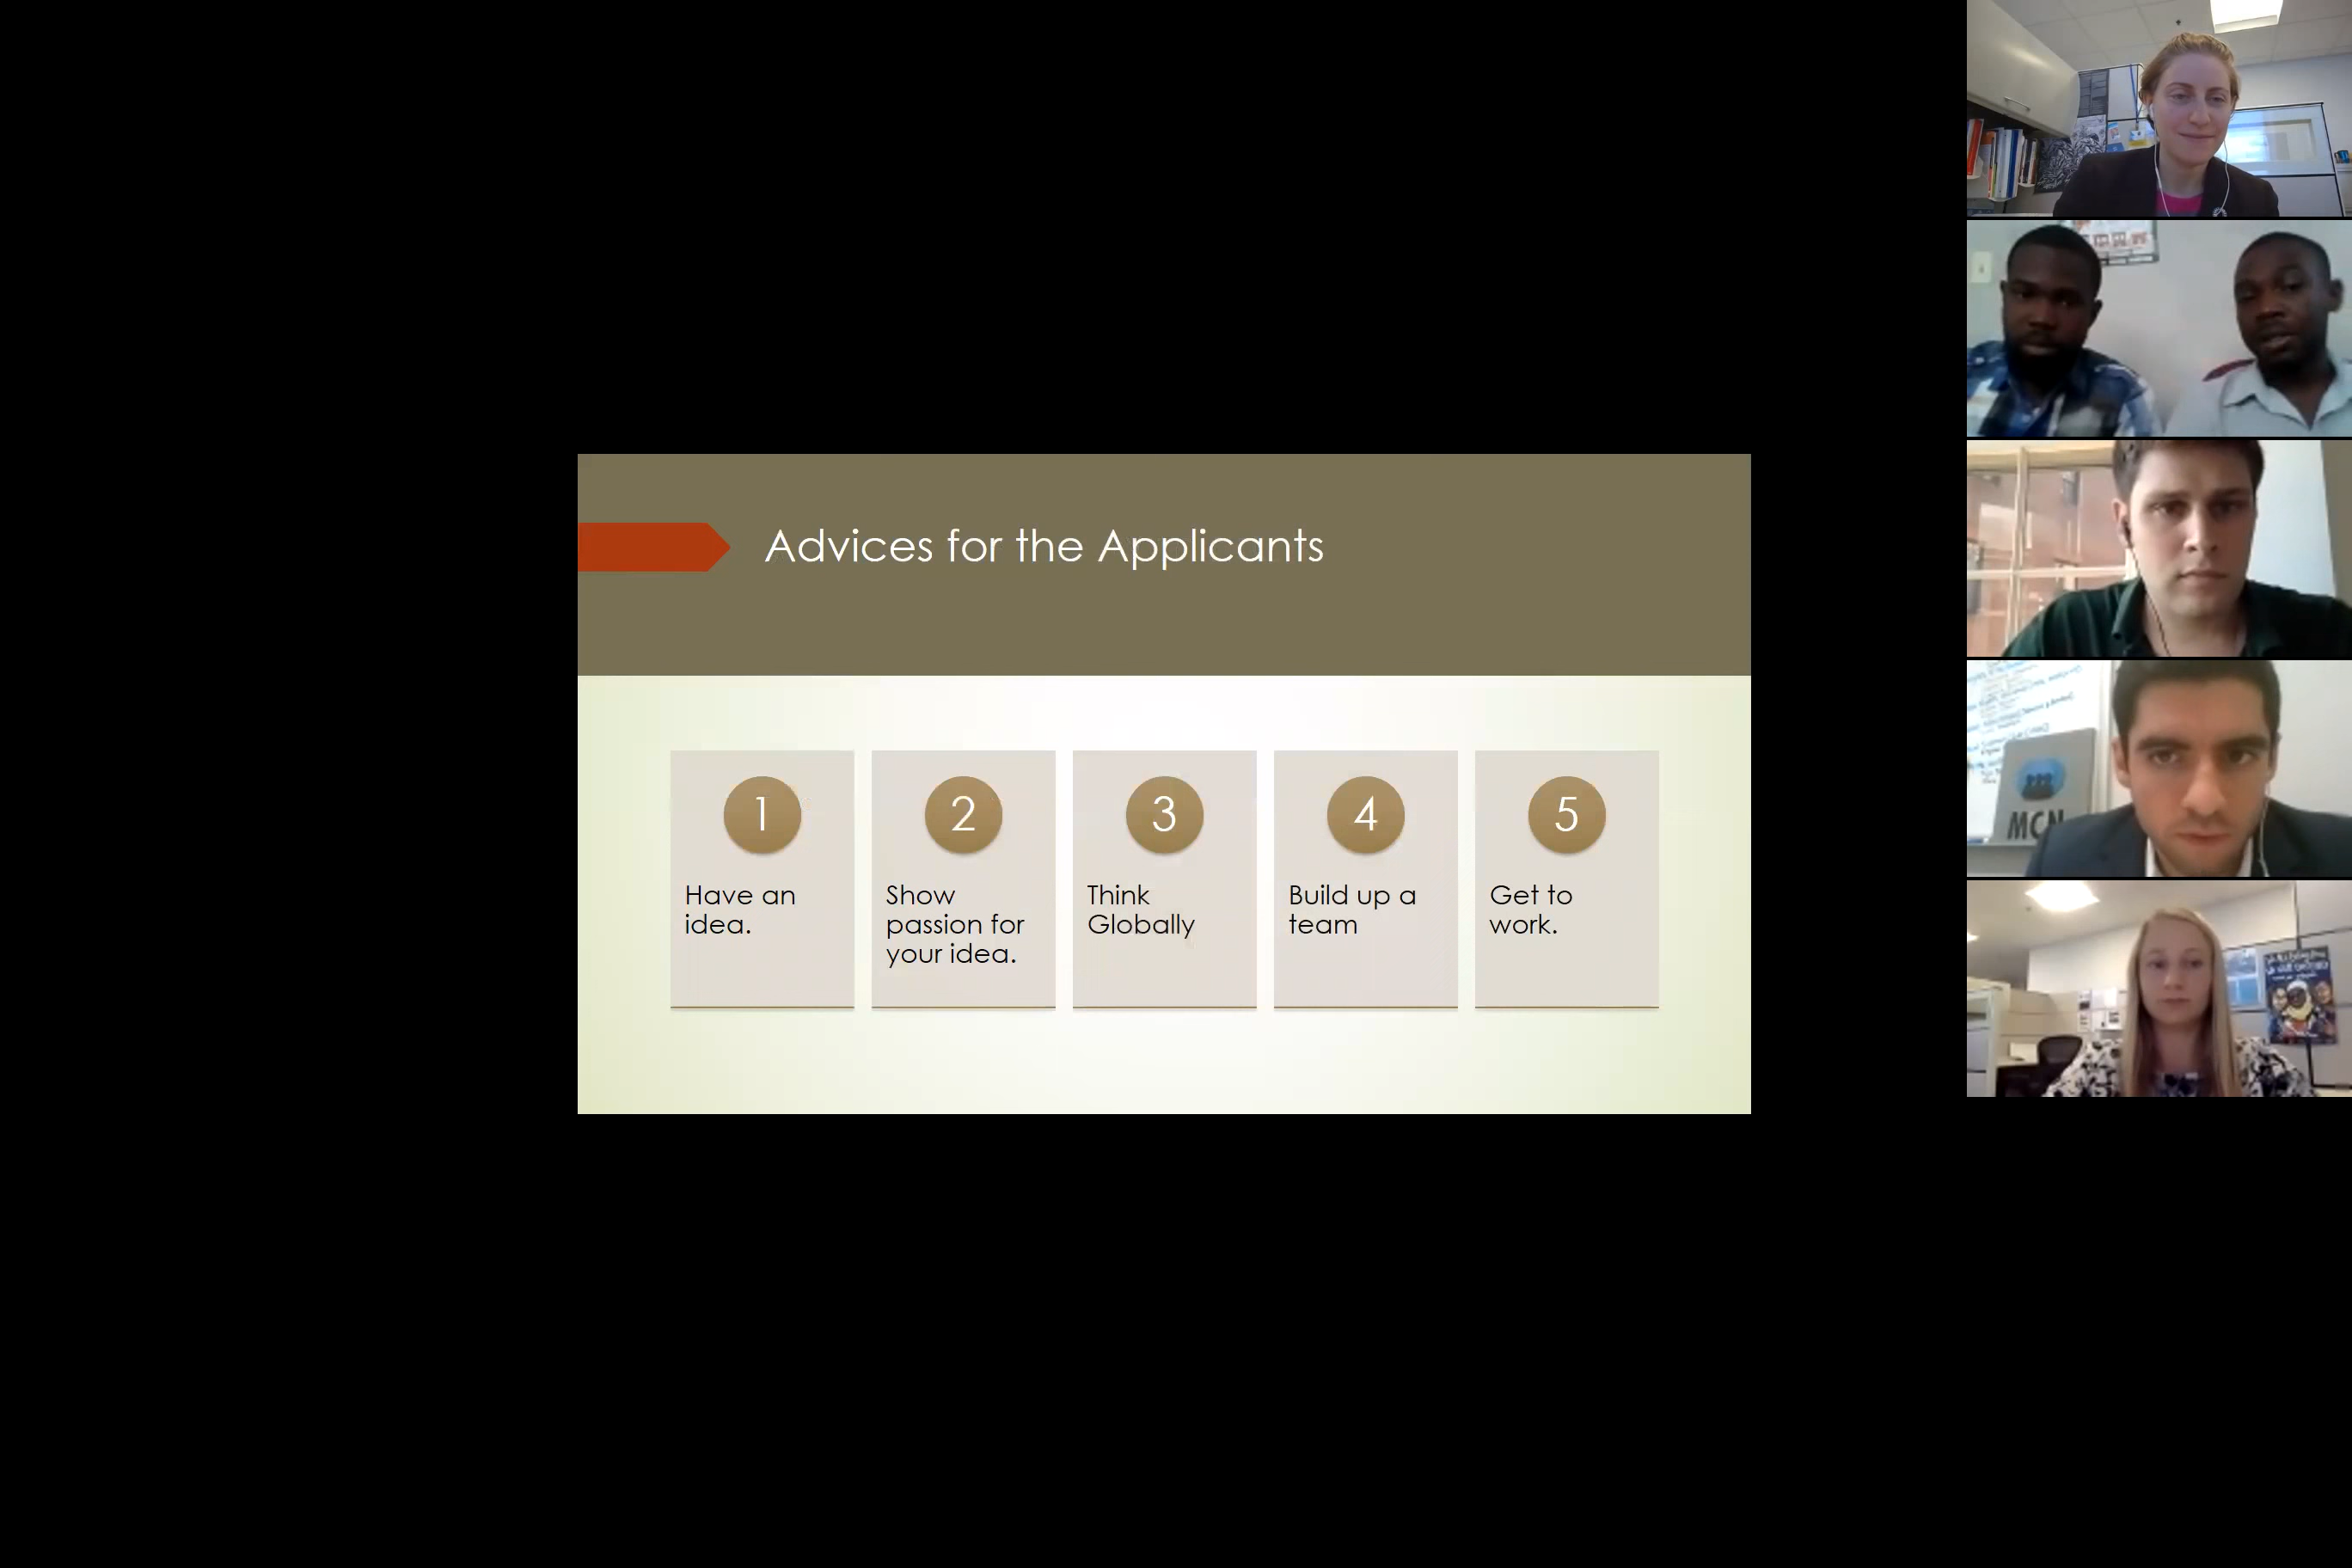 Advices for the Applicants
1
Have an
idea.
2
Show
passion for
your idea.
3
Think
Globally
4
Build up a
team
5
Get to
work.
MCN